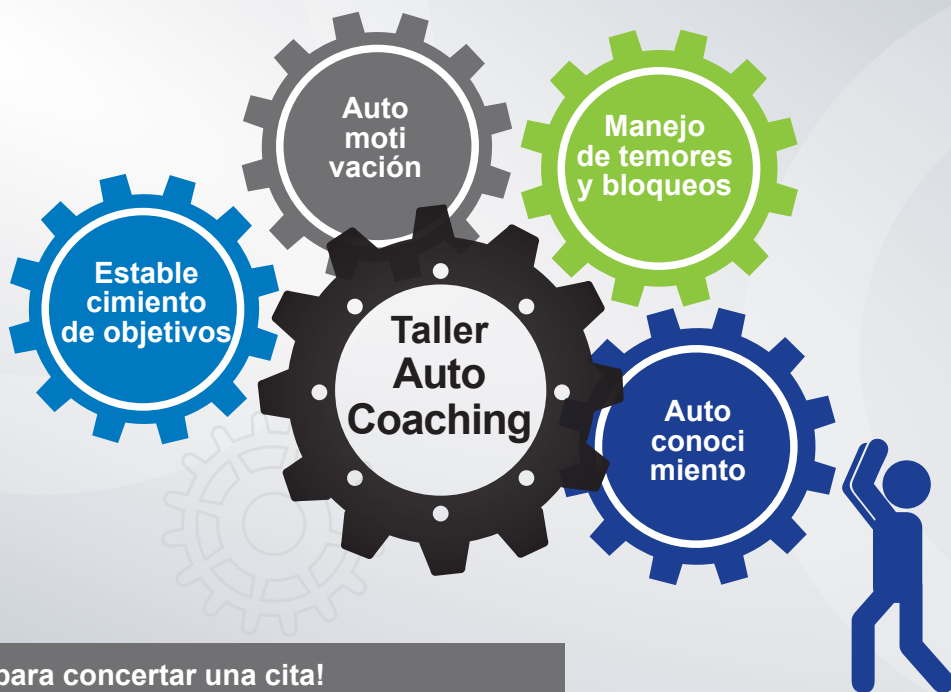 Auto
moti
vación
Manejo
de temores
y bloqueos
Estable
cimiento
de objetivos
Taller
Auto
Coaching
Auto
conoci
miento
para concertar una cita!